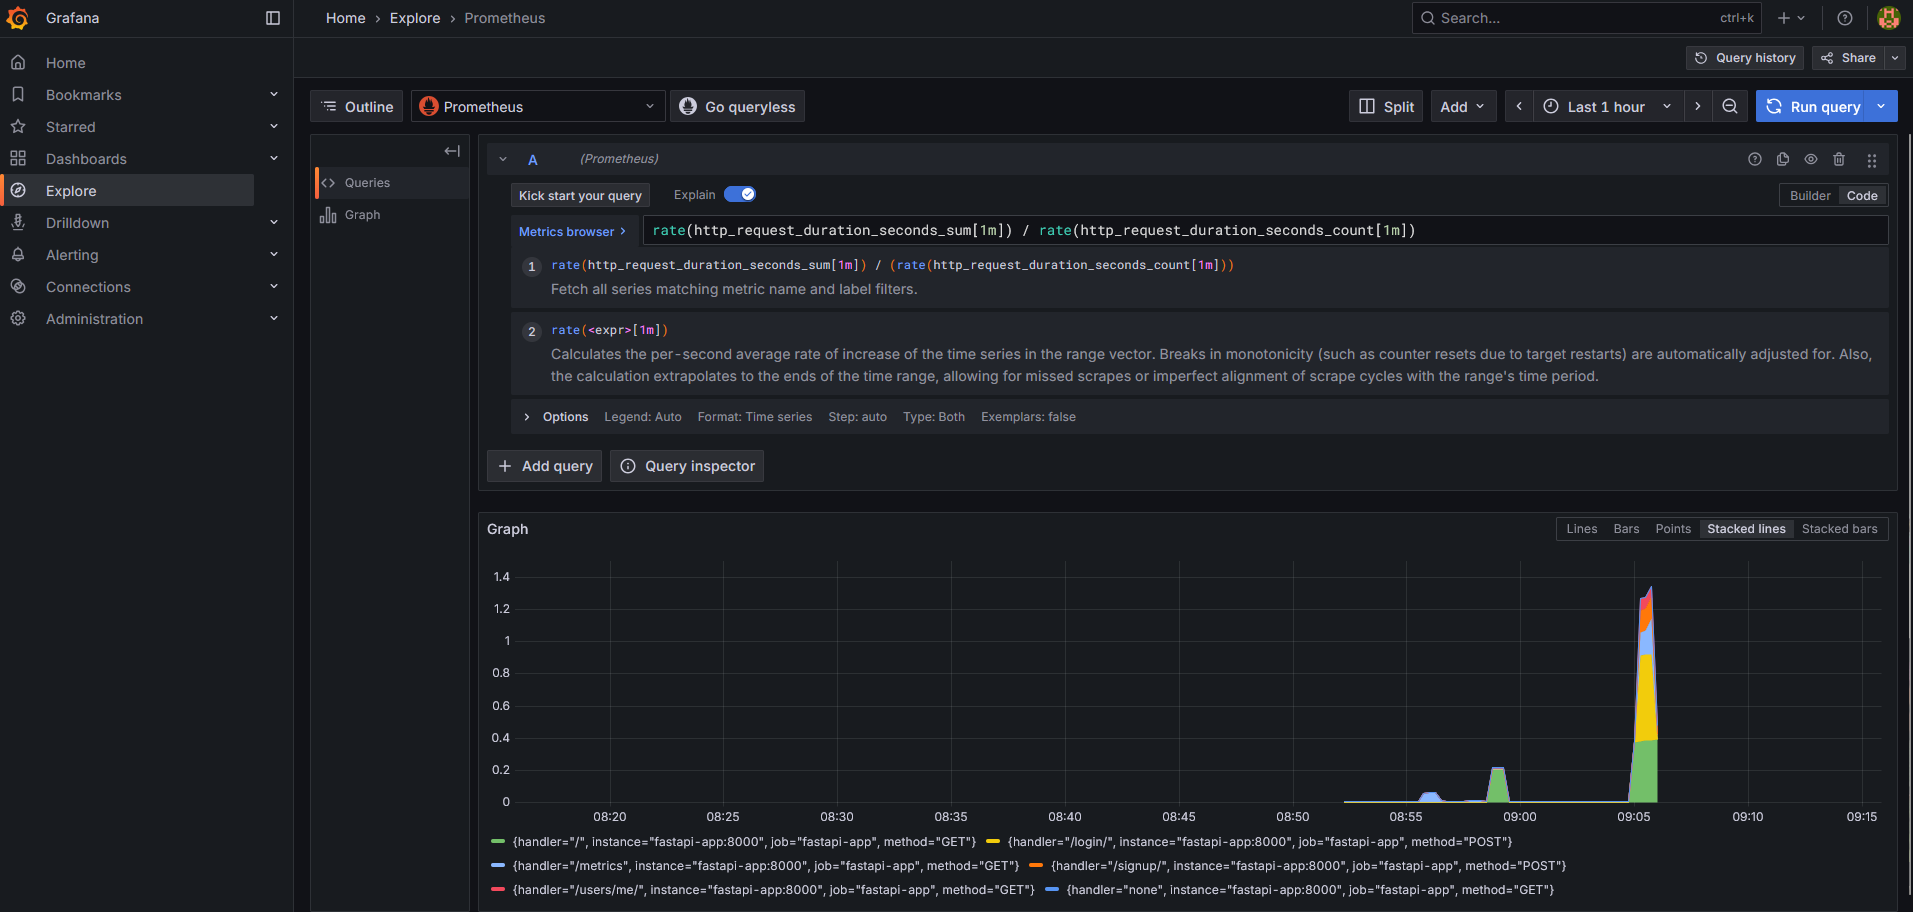 Grafana
Home › Explore › Prometheus
Search... ctrl+k
Query history Share
Home
Bookmarks
Starred
Dashboards
Explore
Drilldown
Alerting
Connections
Administration
Outline Prometheus Go queryless Split Add Last 1 hour Run query
Queries
Graph
A (Prometheus)
Kick start your query Explain Builder Code
Metrics browser › rate(http_request_duration_seconds_sum[1m]) / rate(http_request_duration_seconds_count[1m])
1 rate(http_request_duration_seconds_sum[1m]) / (rate(http_request_duration_seconds_count[1m]))
Fetch all series matching metric name and label filters.
2 rate(<expr>[1m])
Calculates the per-second average rate of increase of the time series in the range vector. Breaks in monotonicity (such as counter resets due to target restarts) are automatically adjusted for. Also,
the calculation extrapolates to the ends of the time range, allowing for missed scrapes or imperfect alignment of scrape cycles with the range's time period.
Options Legend: Auto Format: Time series Step: auto Type: Both Exemplars: false
+ Add query Query inspector
Graph Lines Bars Points Stacked lines Stacked bars
1.4
1.2
1
0.8
0.6
0.4
0.2
0
08:20 08:25 08:30 08:35 08:40 08:45 08:50 08:55 09:00 09:05 09:10 09:15
{handler="/", instance="fastapi-app:8000", job="fastapi-app", method="GET"} {handler="/login/", instance="fastapi-app:8000", job="fastapi-app", method="POST"}
{handler="/metrics", instance="fastapi-app:8000", job="fastapi-app", method="GET"} {handler="/signup/", instance="fastapi-app:8000", job="fastapi-app", method="POST"}
{handler="/users/me/", instance="fastapi-app:8000", job="fastapi-app", method="GET"} {handler="none", instance="fastapi-app:8000", job="fastapi-app", method="GET"}